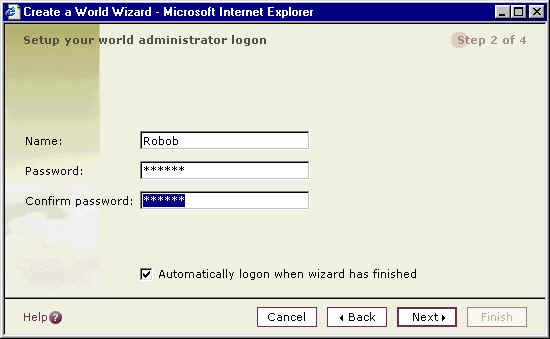 Create a World Wizard - Microsoft Internet Explorer
Setup your world administrator logon
Step 2 of 4
Name:
Robob
Password:
******
Confirm password:
******
Automatically logon when wizard has finished
Help?
Cancel
Back
Next
Finish